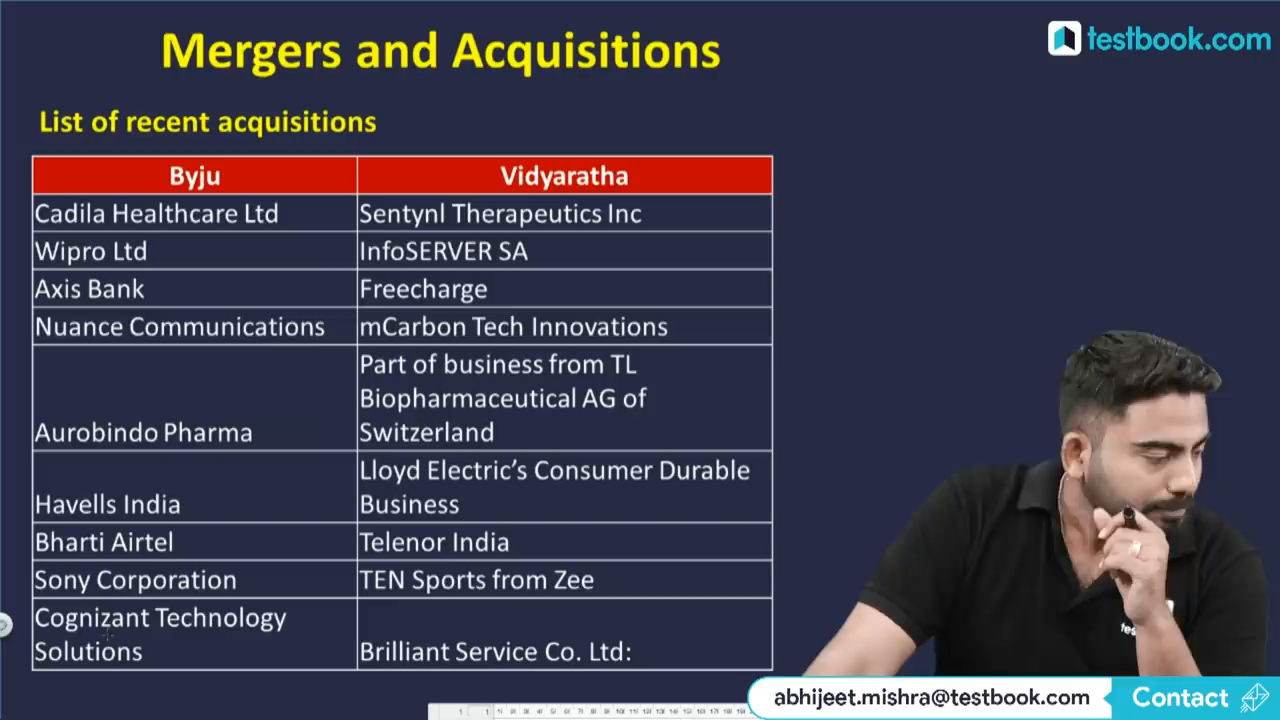 Mergers and Acquisitions
testbook.com
List of recent acquisitions
Byju Vidyaratha
Cadila Healthcare Ltd Sentynl Therapeutics Inc
Wipro Ltd InfoSERVER SA
Axis Bank Freecharge
Nuance Communications mCarbon Tech Innovations
Part of business from TL
Biopharmaceutical AG of
Aurobindo Pharma Switzerland
Lloyd Electric’s Consumer Durable
Havells India Business
Bharti Airtel Telenor India
Sony Corporation TEN Sports from Zee
Cognizant Technology
Solutions Brilliant Service Co. Ltd:
abhijeet.mishra@testbook.com Contact